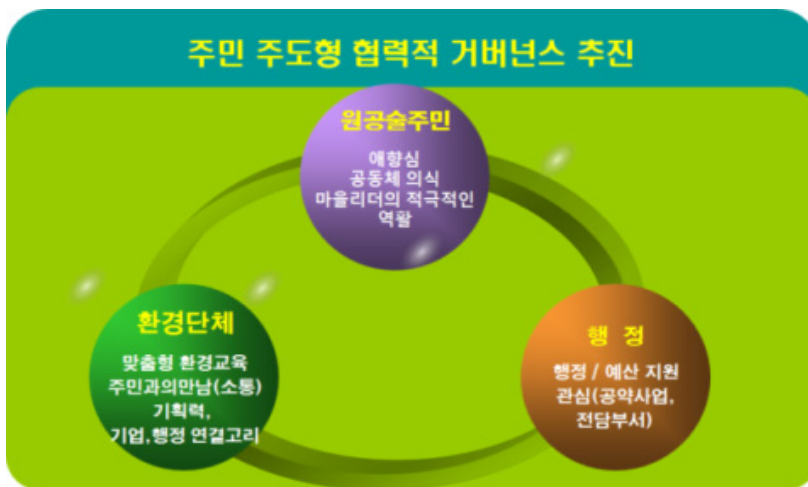 주민 주도형 협력적 거버넌스 추진
원공술주민
애향심
공동체 의식
마을리더의 적극적인
역활
환경단체
맞춤형 환경교육
주민과의만남(소통)
기획력,
기업,행정 연결고리
행 정
행정 / 예산 지원
관심(공약사업,
전담부서)